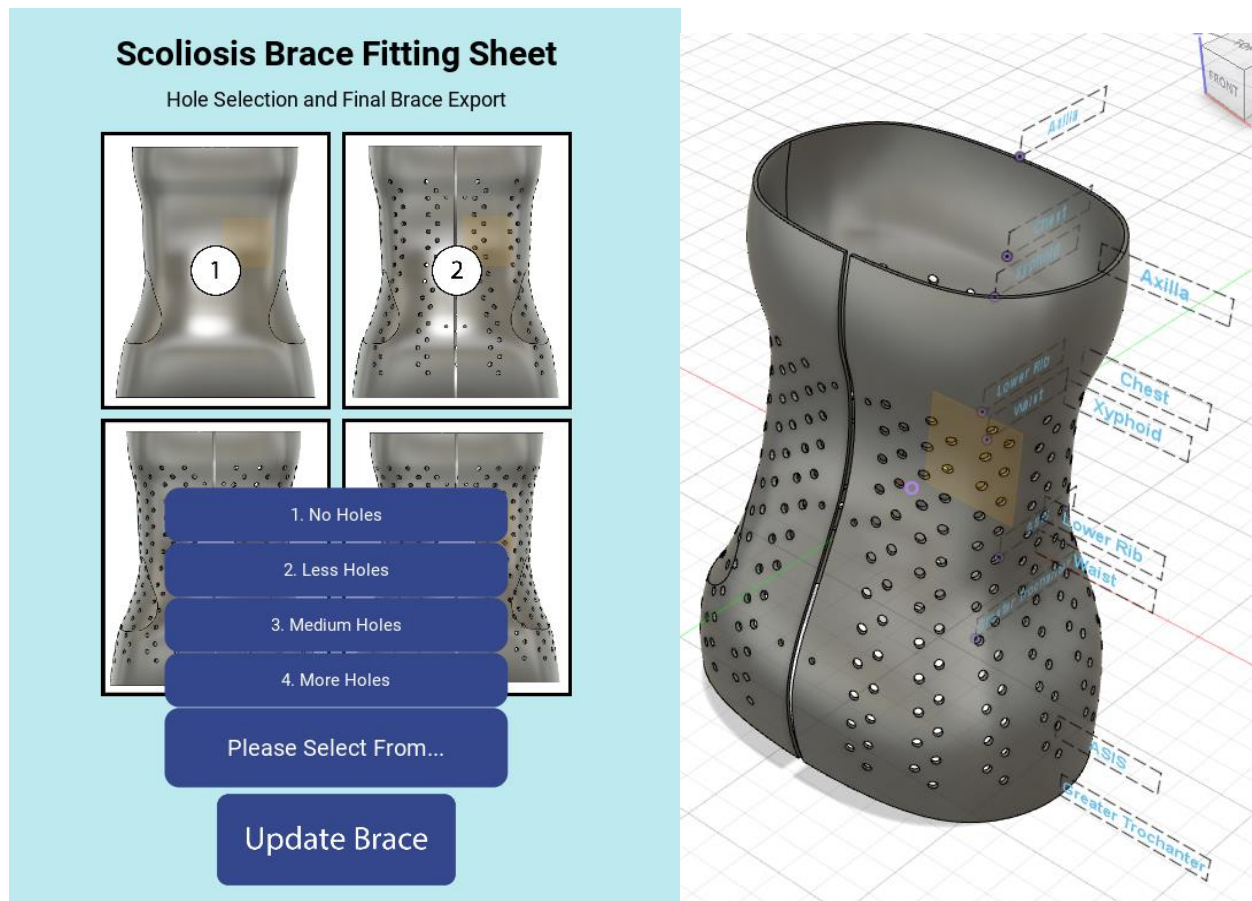 Scoliosis Brace Fitting Sheet
Hole Selection and Final Brace Export
1
2
1. No Holes
2. Less Holes
3. Medium Holes
4. More Holes
Please Select From...
Update Brace
FRONT
Axilla
Chest
Xyphoid
Lower Rib
Waist
Axilla
Chest
Xyphoid
Lower Rib
Waist
ASIS
Greater Trochanter